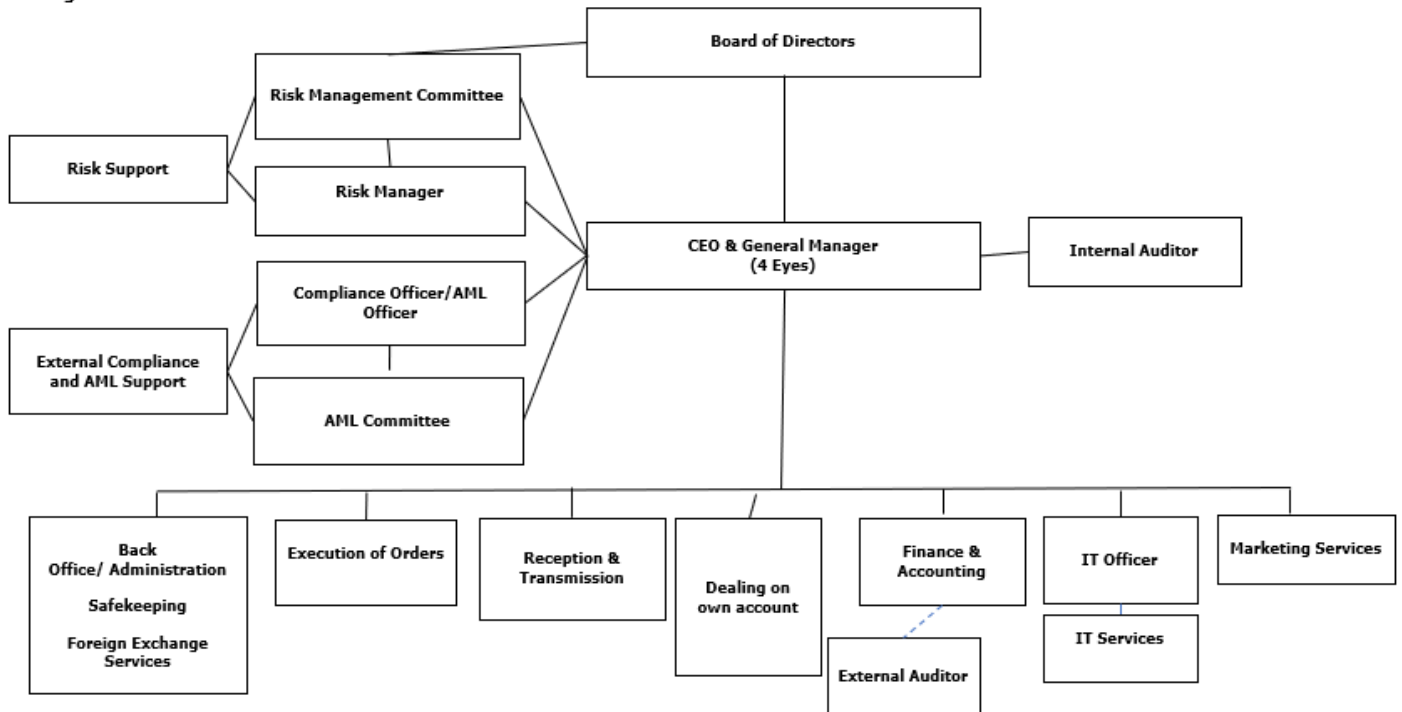 Board of Directors
Risk Management Committee
Risk Support
Risk Manager
CEO & General Manager
(4 Eyes)
Internal Auditor
Compliance Officer/AML
Officer
External Compliance
and AML Support
AML Committee
Back
Office/ Administration
Safekeeping
Foreign Exchange
Services
Execution of Orders
Reception &
Transmission
Dealing on
own account
Finance &
Accounting
External Auditor
IT Officer
IT Services
Marketing Services